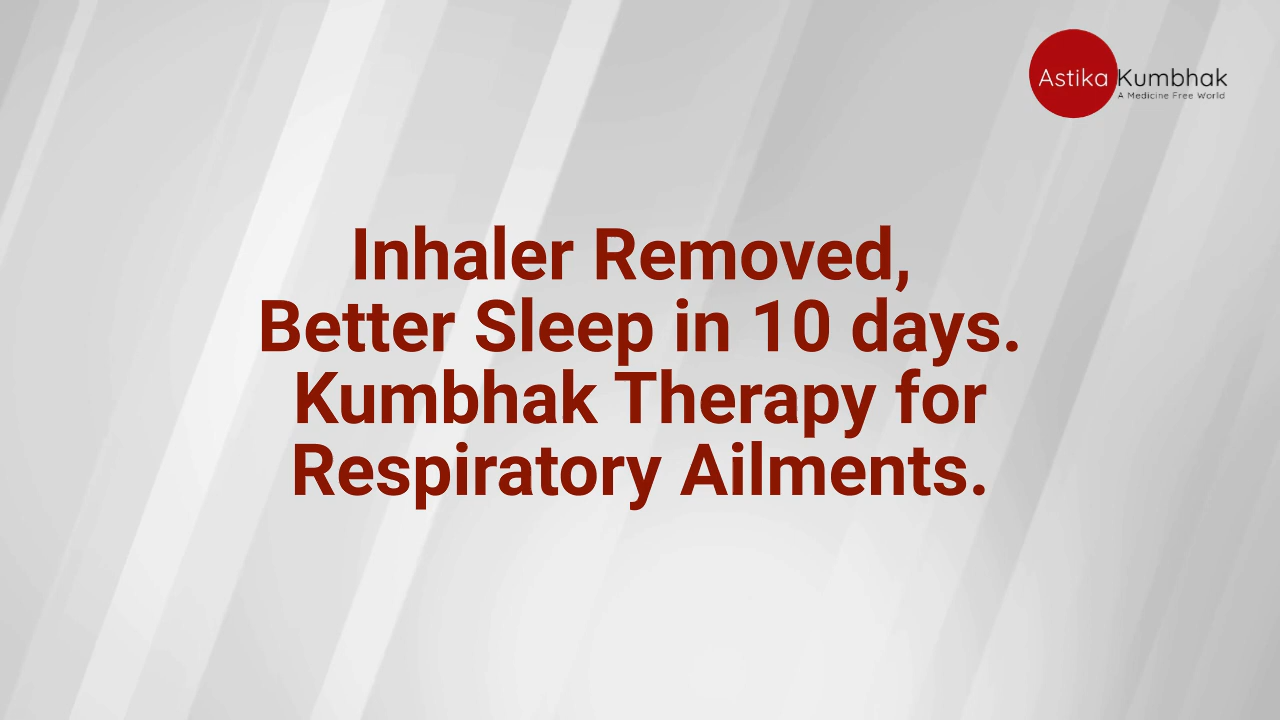 Astika Kumbhak
A Medicine Free World
Inhaler Removed,
Better Sleep in 10 days.
Kumbhak Therapy for
Respiratory Ailments.